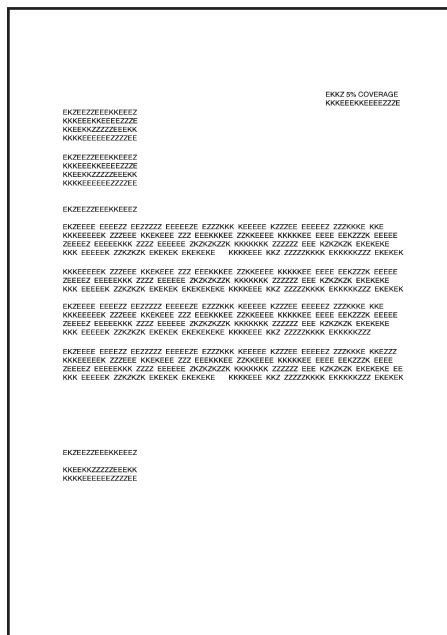 EKKZ 5% COVERAGE
KKKEEEKKEEEEZZZE
EKZEEZZEEEKKEEEZ
KKKEEEKKEEEEZZZE
KKEEKKZZZZZEEEKK
KKKKEEEEEEZZZZEE
EKZEEZZEEEKKEEEZ
KKKEEEKKEEEEZZZE
KKEEKKZZZZZEEEKK
KKKKEEEEEEZZZZEE
EKZEEZZEEEKKEEEZ
EKZEEEE EEEEZZ EEZZZZZ EEEEEZE EZZZKKK KEEEEE KZZZEE EEEEEZ ZZZKKKE KKE
KKKEEEEEK ZZZEEE KKEKEEE ZZZ EEEKKKEE ZZKKEEEE KKKKKEE EEEE EEKZZZK EEEEE
ZEEEEZ EEEEEKKK ZZZZ EEEEEE ZKZKZKZZK KKKKKKK ZZZZZZ EEE KZKZKZK EKEKEKE
KKK EEEEEK ZZKZKZK EKEKEK EKEKEKE KKKKEEE KKZ ZZZZZKKKK EKKKKKZZZ EKEKEK
KKKEEEEEK ZZZEEE KKEKEEE ZZZ EEEKKKEE ZZKKEEEE KKKKKEE EEEE EEKZZZK EEEEE
ZEEEEZ EEEEEKKK ZZZZ EEEEEE ZKZKZKZZK KKKKKKK ZZZZZZ EEE KZKZKZK EKEKEKE
KKK EEEEEK ZZKZKZK EKEKEK EKEKEKEKE KKKKEEE KKZ ZZZZZKKKK EKKKKKZZZ EKEKEK
EKZEEEE EEEEZZ EEZZZZZ EEEEEZE EZZZKKK KEEEEE KZZZEE EEEEEZ ZZZKKKE KKE
KKKEEEEEK ZZZEEE KKEKEEE ZZZ EEEKKKEE ZZKKEEEE KKKKKEE EEEE EEKZZZK EEEEE
ZEEEEZ EEEEEKKK ZZZZ EEEEEE ZKZKZKZZK KKKKKKK ZZZZZZ EEE KZKZKZK EKEKEKE
KKK EEEEEK ZZKZKZK EKEKEK EKEKEKEKE KKKKEEE KKZ ZZZZZKKKK EKKKKKZZZ
EKZEEEE EEEEZZ EEZZZZZ EEEEEZE EZZZKKK KEEEEE KZZZEE EEEEEZ ZZZKKKE KKEZZZ
KKKEEEEEK ZZZEEE KKEKEEE ZZZ EEEKKKEE ZZKKEEEE KKKKKEE EEEE EEKZZZK EEEE
ZEEEEZ EEEEEKKK ZZZZ EEEEEE ZKZKZKZZK KKKKKKK ZZZZZZ EEE KZKZKZK EKEKEKE EE
KKK EEEEEK ZZKZKZK EKEKEK EKEKEKE KKKKEEE KKZ ZZZZZKKKK EKKKKKZZZ EKEKEK
EKZEEZZEEEKKEEEZ
KKEEKKZZZZZEEEKK
KKKKEEEEEEZZZZEE